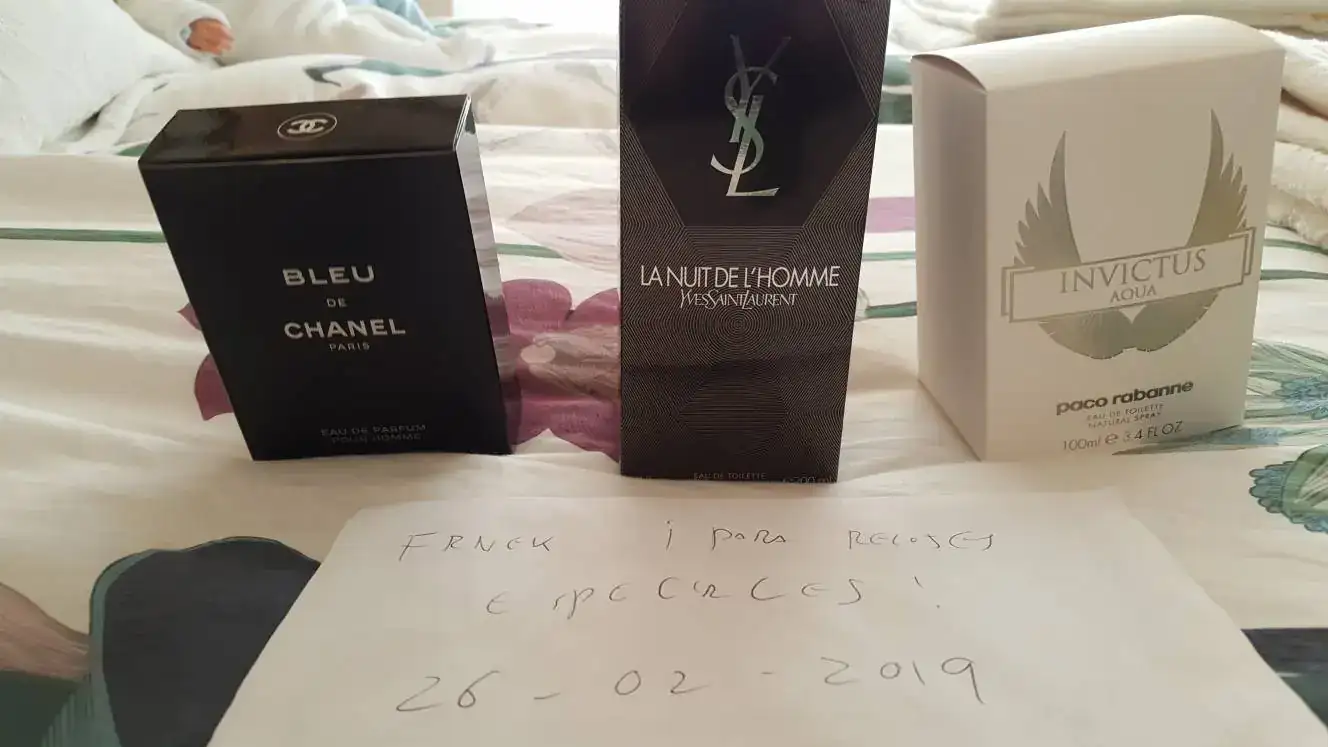 BLEU
DE
CHANEL
PARIS
EAU DE PARFUM
POUR HOMME
YSL
LA NUIT DE L'HOMME
YVES SAINT LAURENT
EAU DE TOILETTE
INVICTUS
AQUA
paco rabanne
EAU DE TOILETTE
NATURAL SPRAY
100ml e 3.4 FL OZ
FRNEK ¡ PARA RELOJES
ESPECIALES !
26 - 02 - 2019